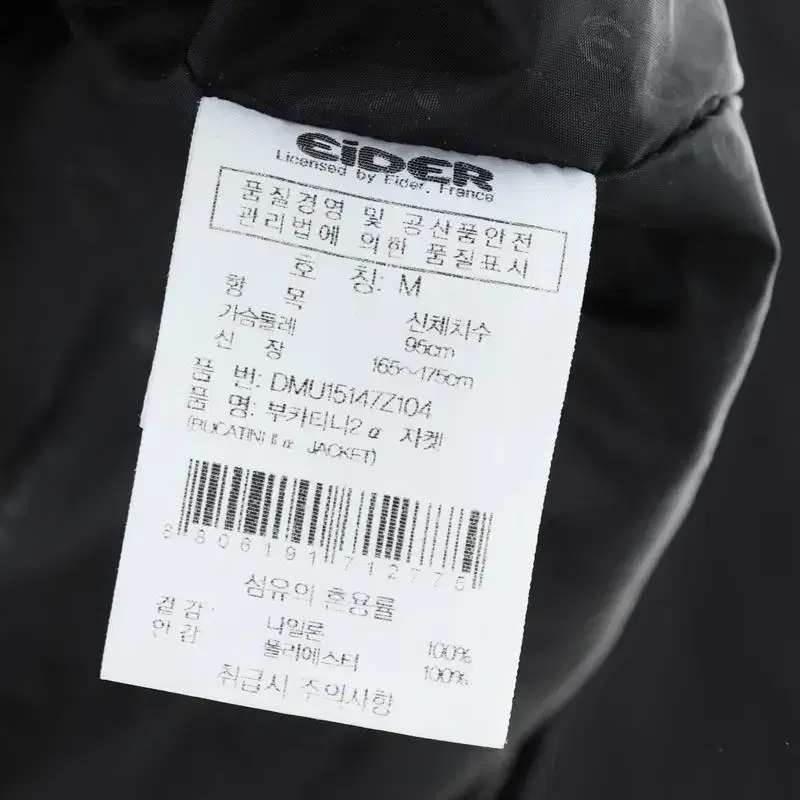 EiDER
Licensed by Eider, France
품질경영 및 공산품안전
관리법에 의한 품질표시
호 칭: M
항 목 신체치수
가슴둘레 95cm
신 장 165~175cm
품 번: DMU15147Z104
품 명: 부카티니2 α 자켓
(BUCATINI II α JACKET)
8806191712775
섬유의 혼용률
겉감: 나일론 100%
안감 폴리에스터 100%
취급시 주의사항